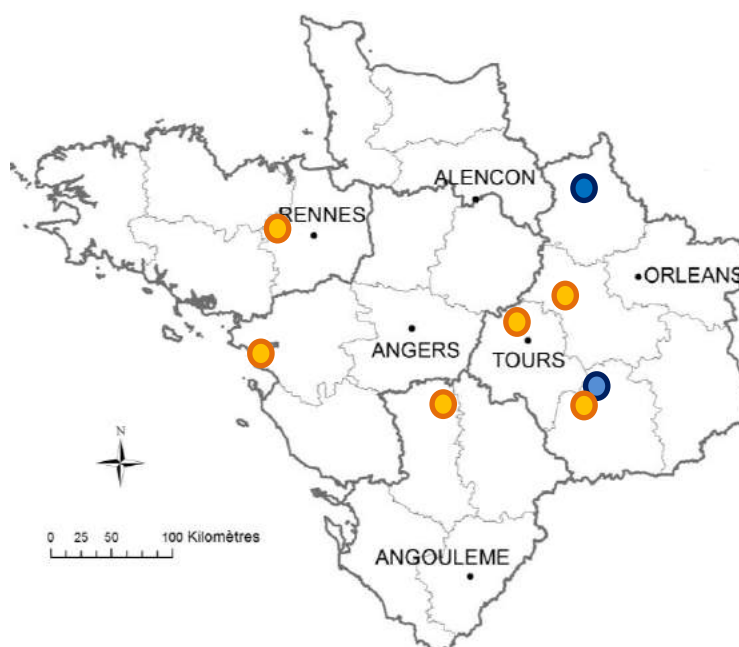 ALENCON
RENNES
ORLEANS
ANGERS
TOURS
N
0 25 50 100 Kilomètres
ANGOULEME